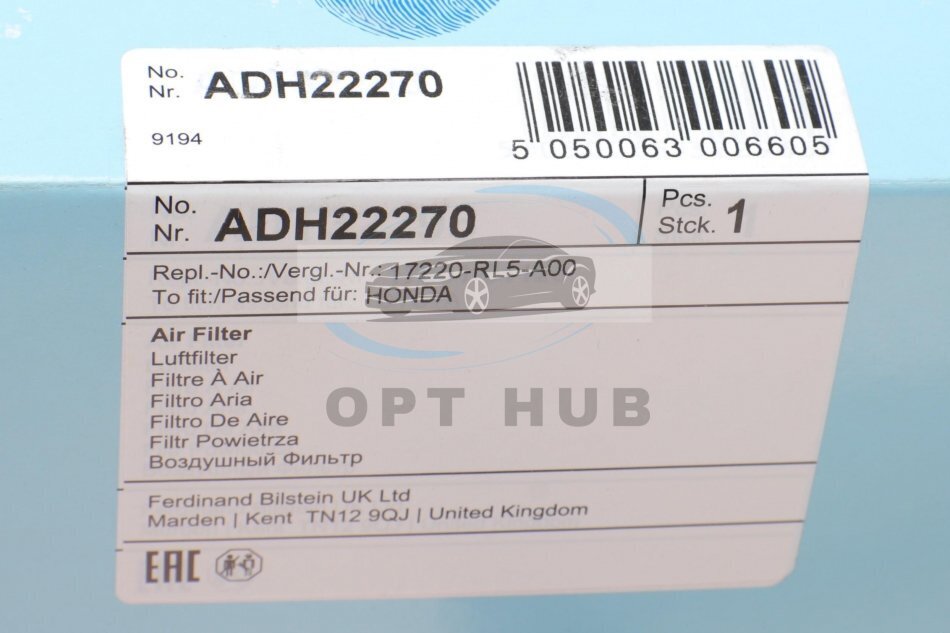 No.
Nr. ADH22270
9194
5 050063 006605
No.
Nr. ADH22270
Pcs.
Stck. 1
Repl.-No.:/Vergl.-Nr.: 17220-RL5-A00
To fit:/Passend für: HONDA
Air Filter
Luftfilter
Filtre À Air
Filtro Aria
Filtro De Aire
Filtr Powietrza
Воздушный Фильтр
OPT HUB
Ferdinand Bilstein UK Ltd
Marden | Kent TN12 9QJ | United Kingdom
EAC